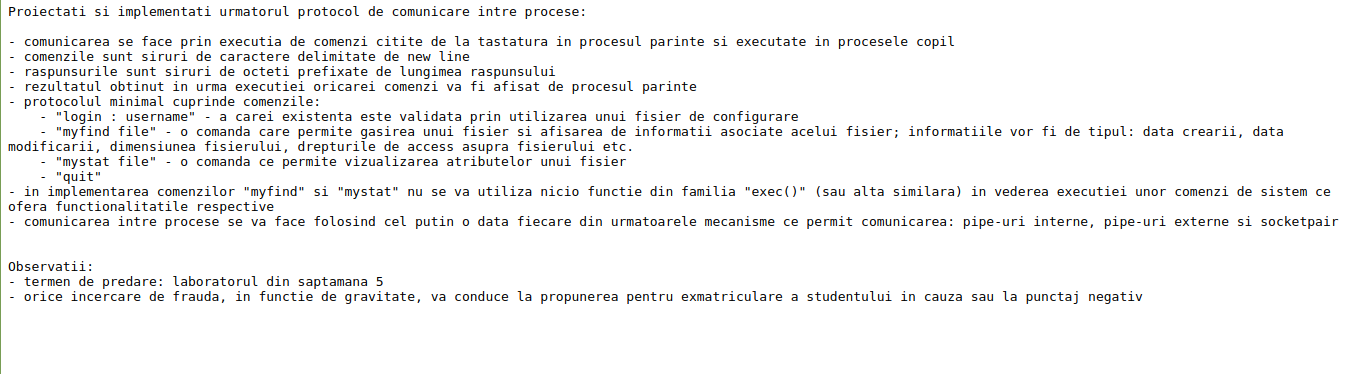 Proiectati si implementati urmatorul protocol de comunicare intre procese:
- comunicarea se face prin executia de comenzi citite de la tastatura in procesul parinte si executate in procesele copil
- comenzile sunt siruri de caractere delimitate de new line
- raspunsurile sunt siruri de octeti prefixate de lungimea raspunsului
- rezultatul obtinut in urma executiei oricarei comenzi va fi afisat de procesul parinte
- protocolul minimal cuprinde comenzile:
- "login : username" - a carei existenta este validata prin utilizarea unui fisier de configurare
- "myfind file" - o comanda care permite gasirea unui fisier si afisarea de informatii asociate acelui fisier; informatiile vor fi de tipul: data crearii, data
modificarii, dimensiunea fisierului, drepturile de access asupra fisierului etc.
- "mystat file" - o comanda ce permite vizualizarea atributelor unui fisier
- "quit"
- in implementarea comenzilor "myfind" si "mystat" nu se va utiliza nicio functie din familia "exec()" (sau alta similara) in vederea executiei unor comenzi de sistem ce
ofera functionalitatile respective
- comunicarea intre procese se va face folosind cel putin o data fiecare din urmatoarele mecanisme ce permit comunicarea: pipe-uri interne, pipe-uri externe si socketpair
Observatii:
- termen de predare: laboratorul din saptamana 5
- orice incercare de frauda, in functie de gravitate, va conduce la propunerea pentru exmatriculare a studentului in cauza sau la punctaj negativ